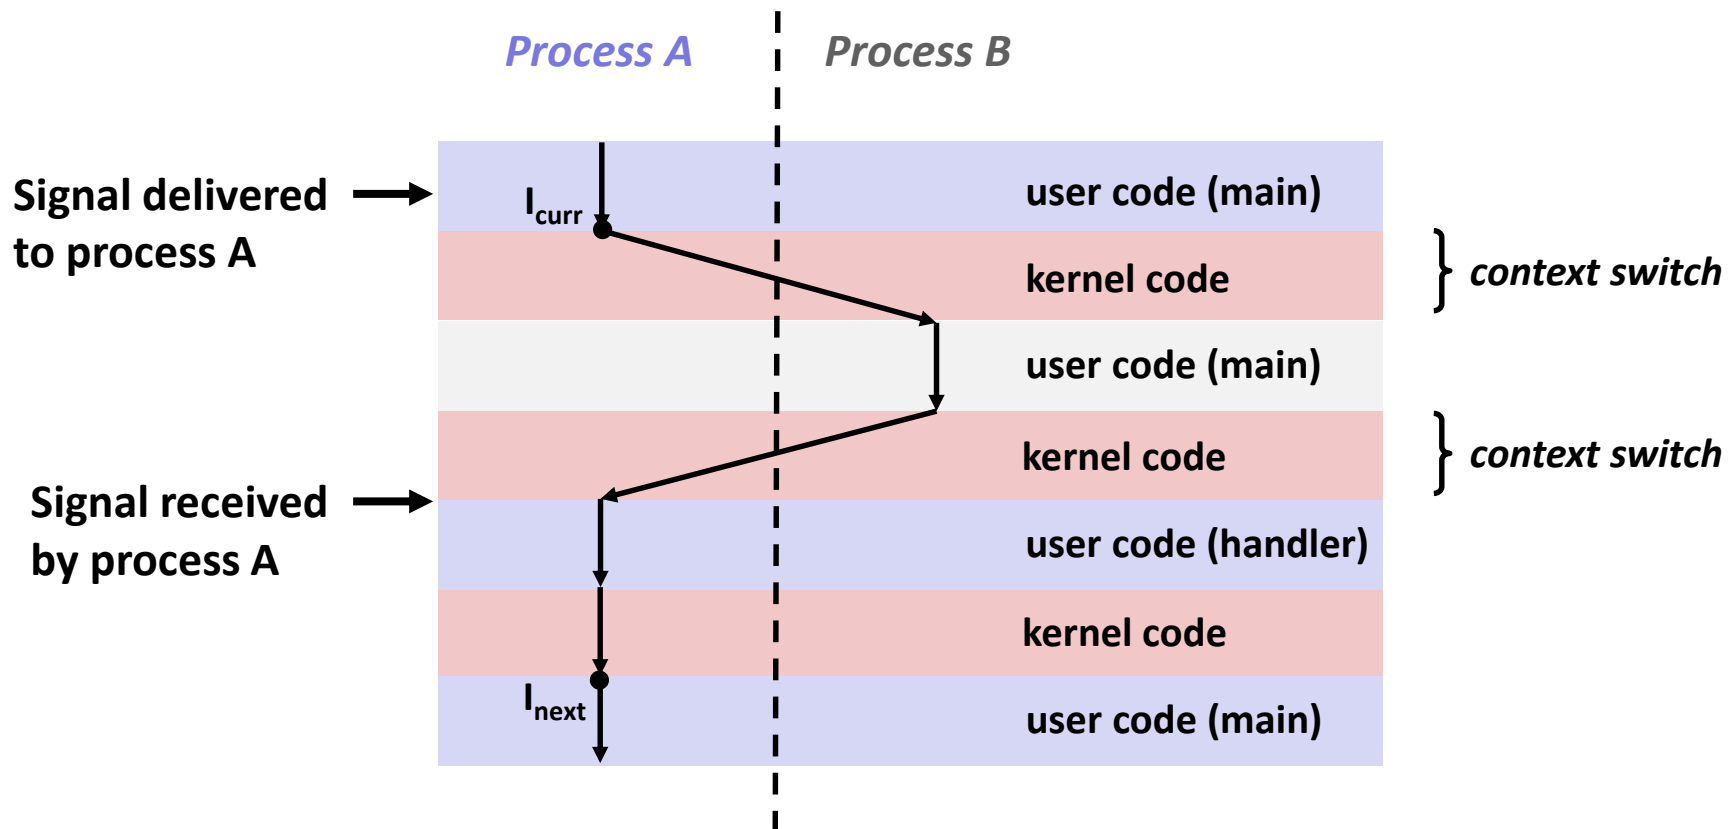 Process A
Process B
Signal delivered
to process A
Icurr
user code (main)
kernel code
context switch
user code (main)
kernel code
context switch
Signal received
by process A
user code (handler)
kernel code
Inext
user code (main)